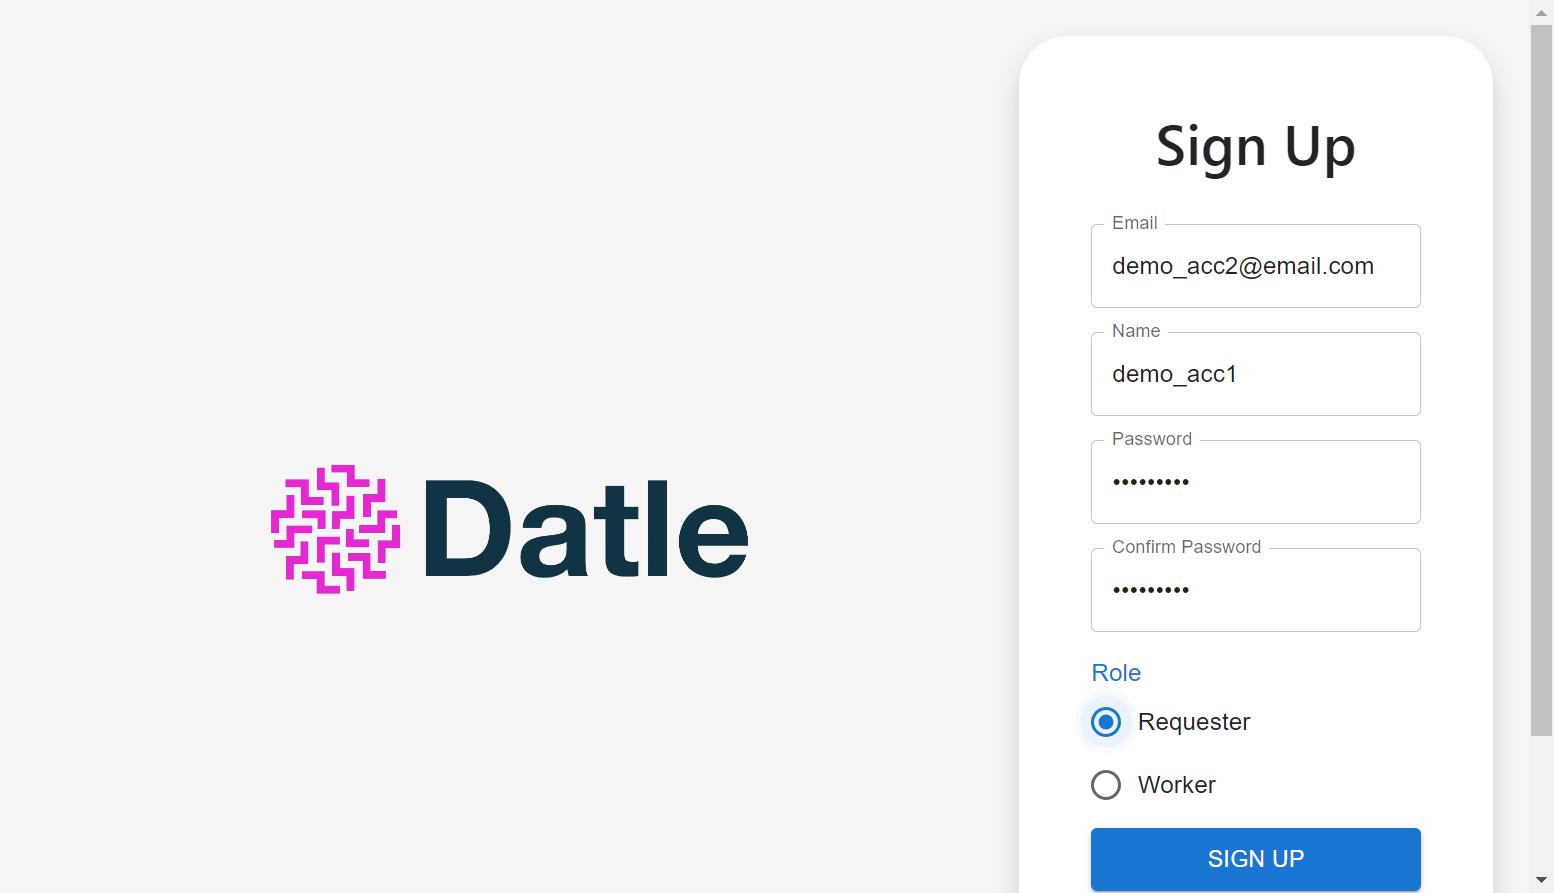 Datle
Sign Up
Email
demo_acc2@email.com
Name
demo_acc1
Password
•••••••••
Confirm Password
•••••••••
Role
Requester
Worker
SIGN UP